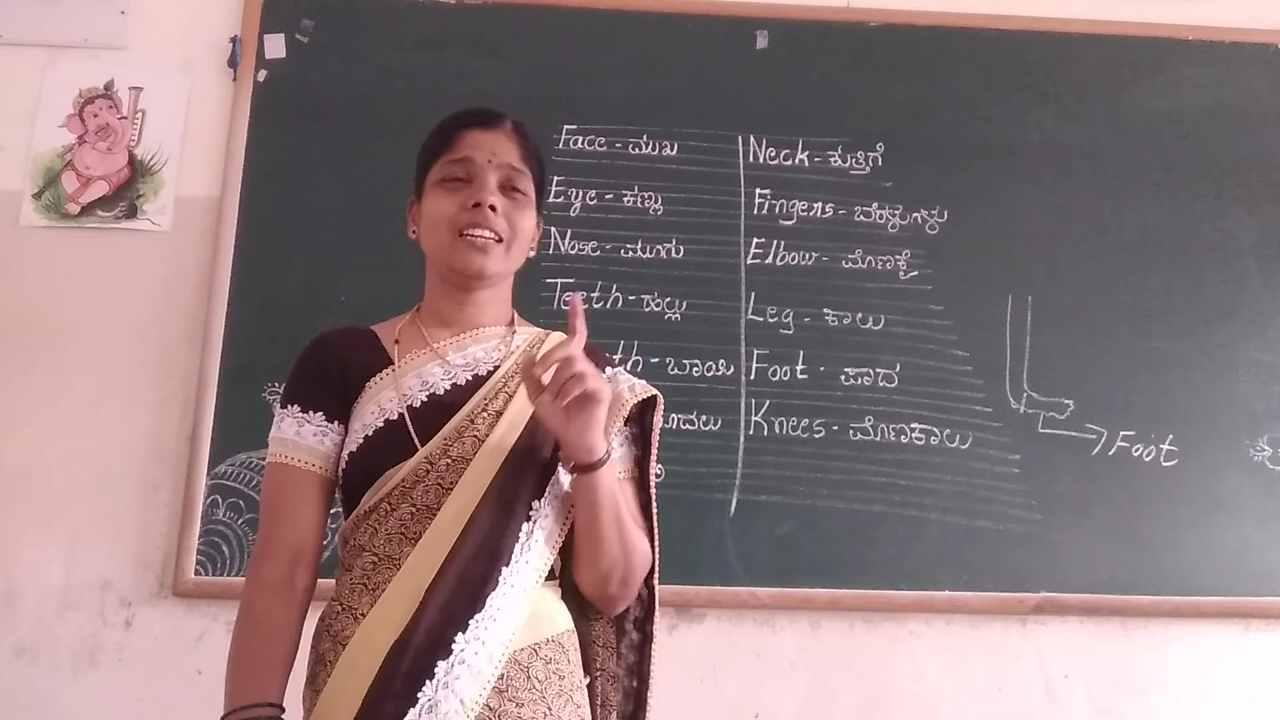 Face - ಮುಖ
Eye - ಕಣ್ಣು
Nose - ಮೂಗು
Teeth - ಹಲ್ಲು
th - ಬಾಯಿ
Neck - ಕುತ್ತಿಗೆ
Fingers - ಬೆರಳುಗಳು
Elbow - ಮೊಣಕೈ
Leg - ಕಾಲು
Foot - ಪಾದ
Knees - ಮೊಣಕಾಲು
Foot